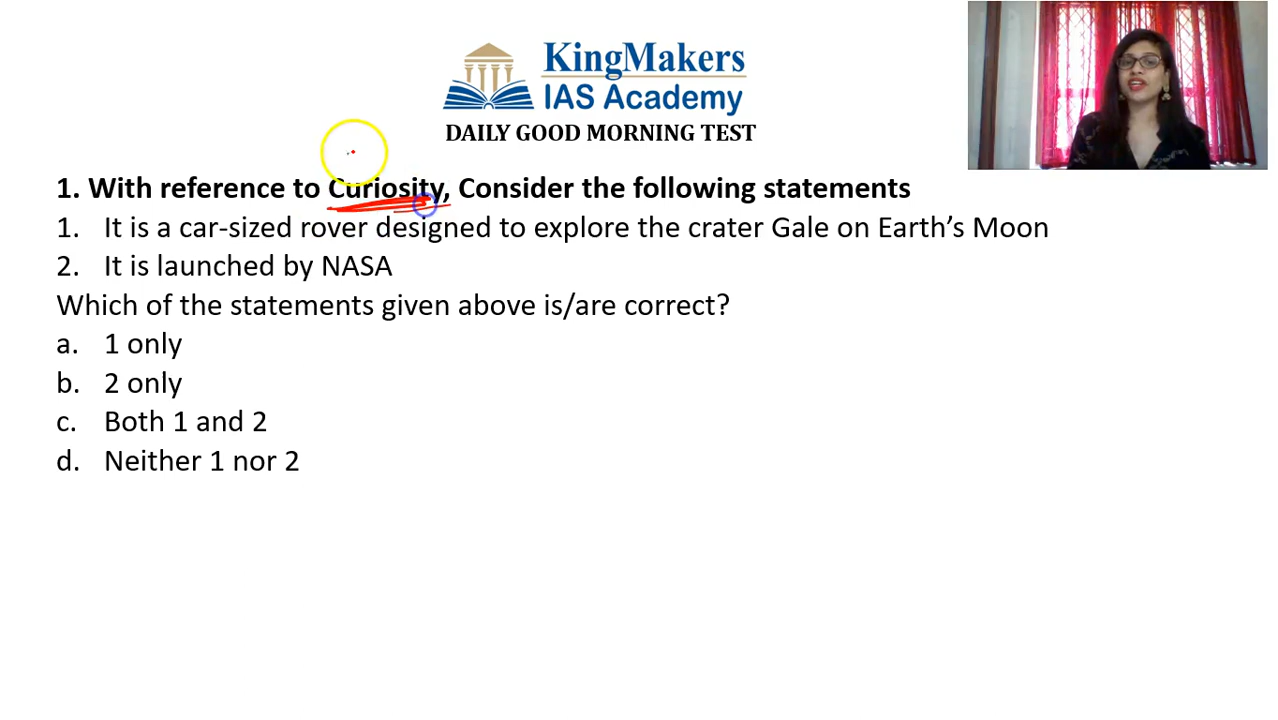 KingMakers
IAS Academy
DAILY GOOD MORNING TEST
1. With reference to Curiosity, Consider the following statements
1. It is a car-sized rover designed to explore the crater Gale on Earth’s Moon
2. It is launched by NASA
Which of the statements given above is/are correct?
a. 1 only
b. 2 only
c. Both 1 and 2
d. Neither 1 nor 2